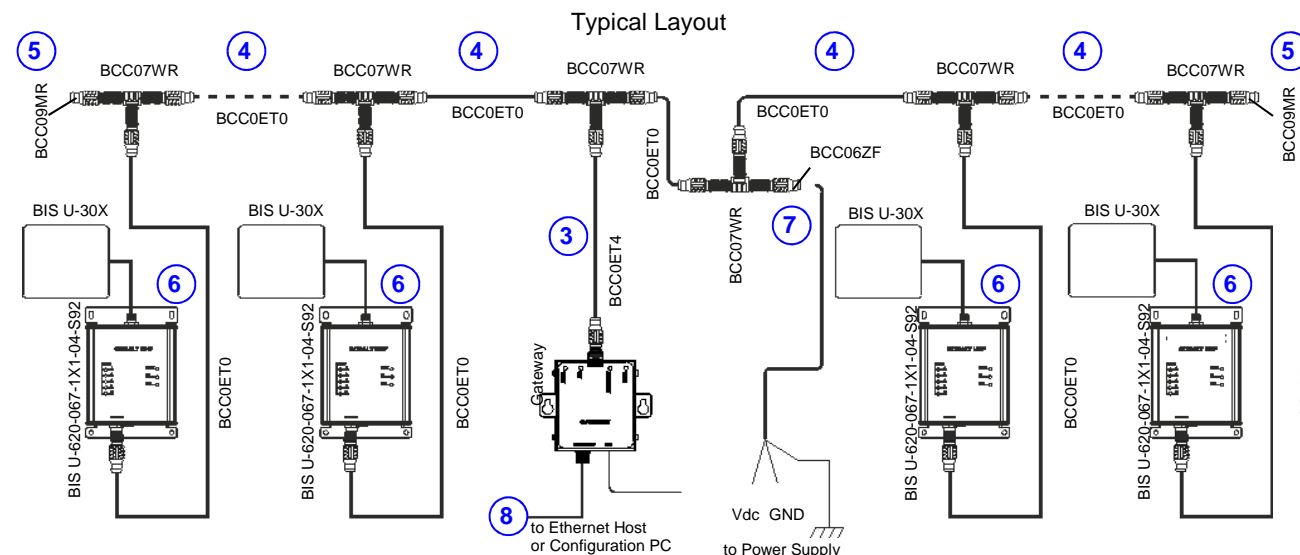 Typical Layout
5
4
4
4
4
5
BCC07WR
BCC07WR
BCC07WR
BCC07WR
BCC07WR
BCC09MR
BCC0ET0
BCC0ET0
BCC0ET0
BCC0ET0
BCC09MR
BCC0ET0
BCC06ZF
BCC07WR
7
3
BCC0ET4
BIS U-30X
BIS U-30X
BIS U-30X
BIS U-30X
6
6
6
6
BIS U-620-067-1X1-04-S92
BCC0ET0
BIS U-620-067-1X1-04-S92
BCC0ET0
Gateway
BIS U-620-067-1X1-04-S92
BCC0ET0
BIS U-620-067-1X1-04-S92
8
to Ethernet Host
or Configuration PC
Vdc GND
to Power Supply